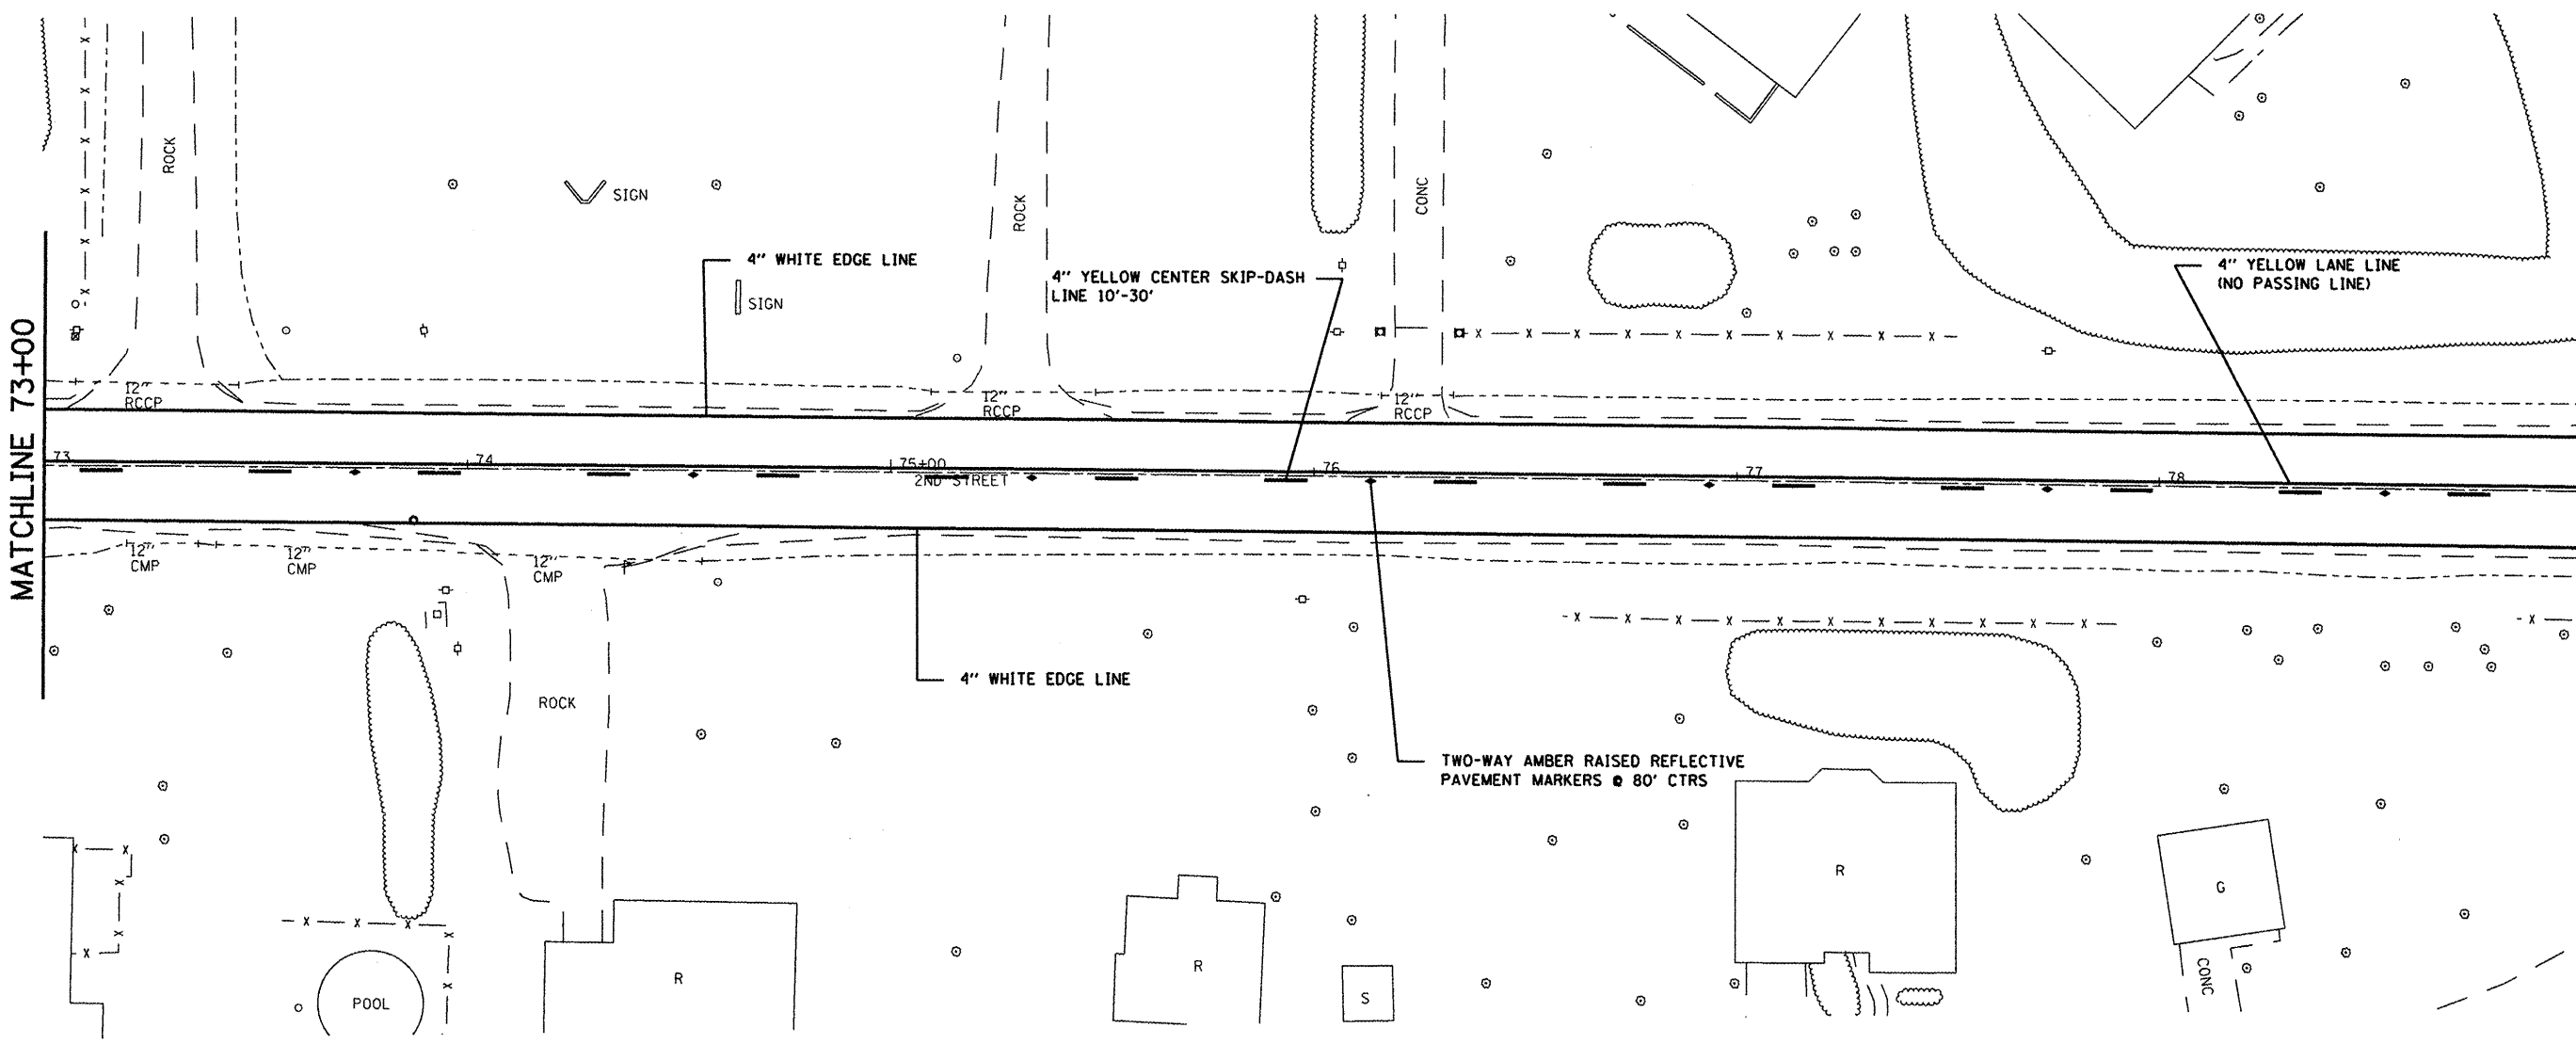 MATCHLINE 73+00
ROCK
SIGN
SIGN
4" WHITE EDGE LINE
ROCK
4" YELLOW CENTER SKIP-DASH
LINE 10'-30'
CONC
4" YELLOW LANE LINE
(NO PASSING LINE)
12"
RCCP
12"
RCCP
12"
RCCP
73
74
75+00
2ND STREET
76
77
78
12"
CMP
12"
CMP
12"
CMP
ROCK
4" WHITE EDGE LINE
TWO-WAY AMBER RAISED REFLECTIVE
PAVEMENT MARKERS @ 80' CTRS
POOL
R
R
S
R
G
CONC